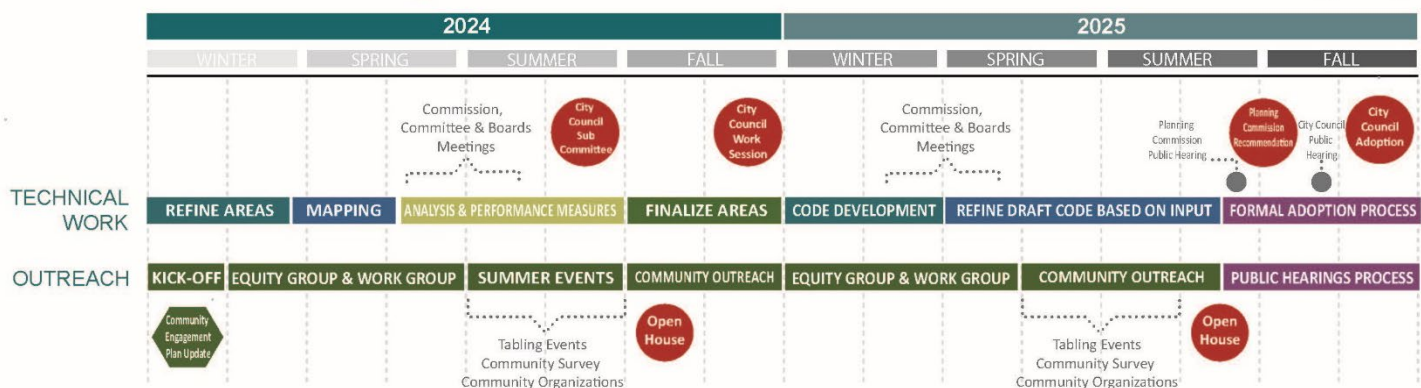 2024
2025
WINTER
SPRING
SUMMER
FALL
WINTER
SPRING
SUMMER
FALL
Commission,
Committee & Boards
Meetings
City
Council
Sub
Committee
City
Council
Work
Session
Commission,
Committee & Boards
Meetings
Planning
Commission
Public Hearing
Planning
Commission
Recommendation
City Council
Public
Hearing
City
Council
Adoption
TECHNICAL
WORK
REFINE AREAS
MAPPING
ANALYSIS & PERFORMANCE MEASURES
FINALIZE AREAS
CODE DEVELOPMENT
REFINE DRAFT CODE BASED ON INPUT
FORMAL ADOPTION PROCESS
OUTREACH
KICK-OFF
EQUITY GROUP & WORK GROUP
SUMMER EVENTS
COMMUNITY OUTREACH
EQUITY GROUP & WORK GROUP
COMMUNITY OUTREACH
PUBLIC HEARINGS PROCESS
Community
Engagement
Plan Update
Tabling Events
Community Survey
Community Organizations
Open
House
Tabling Events
Community Survey
Community Organizations
Open
House